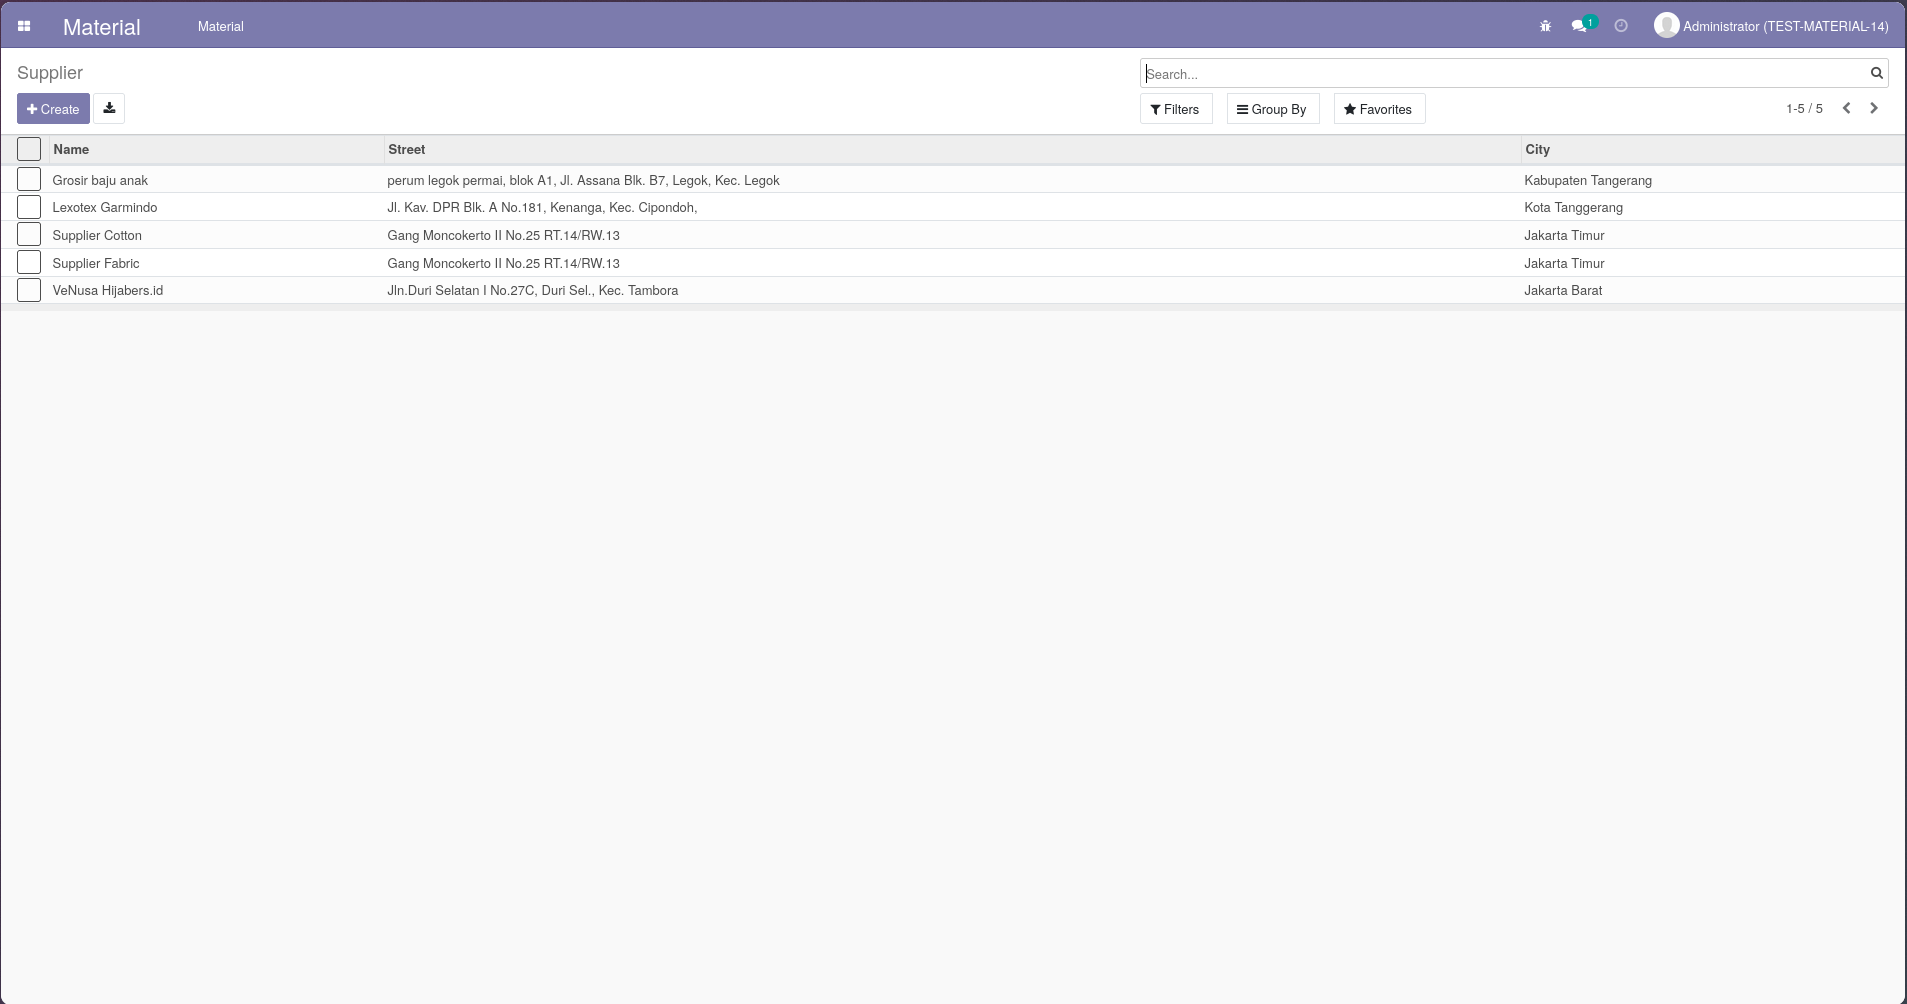 Material Material 1 Administrator (TEST-MATERIAL-14)
Supplier Search...
Create Filters Group By Favorites 1-5 / 5
Name Street City
Grosir baju anak perum legok permai, blok A1, Jl. Assana Blk. B7, Legok, Kec. Legok Kabupaten Tangerang
Lexotex Garmindo Jl. Kav. DPR Blk. A No.181, Kenanga, Kec. Cipondoh, Kota Tanggerang
Supplier Cotton Gang Moncokerto II No.25 RT.14/RW.13 Jakarta Timur
Supplier Fabric Gang Moncokerto II No.25 RT.14/RW.13 Jakarta Timur
VeNusa Hijabers.id Jln.Duri Selatan I No.27C, Duri Sel., Kec. Tambora Jakarta Barat